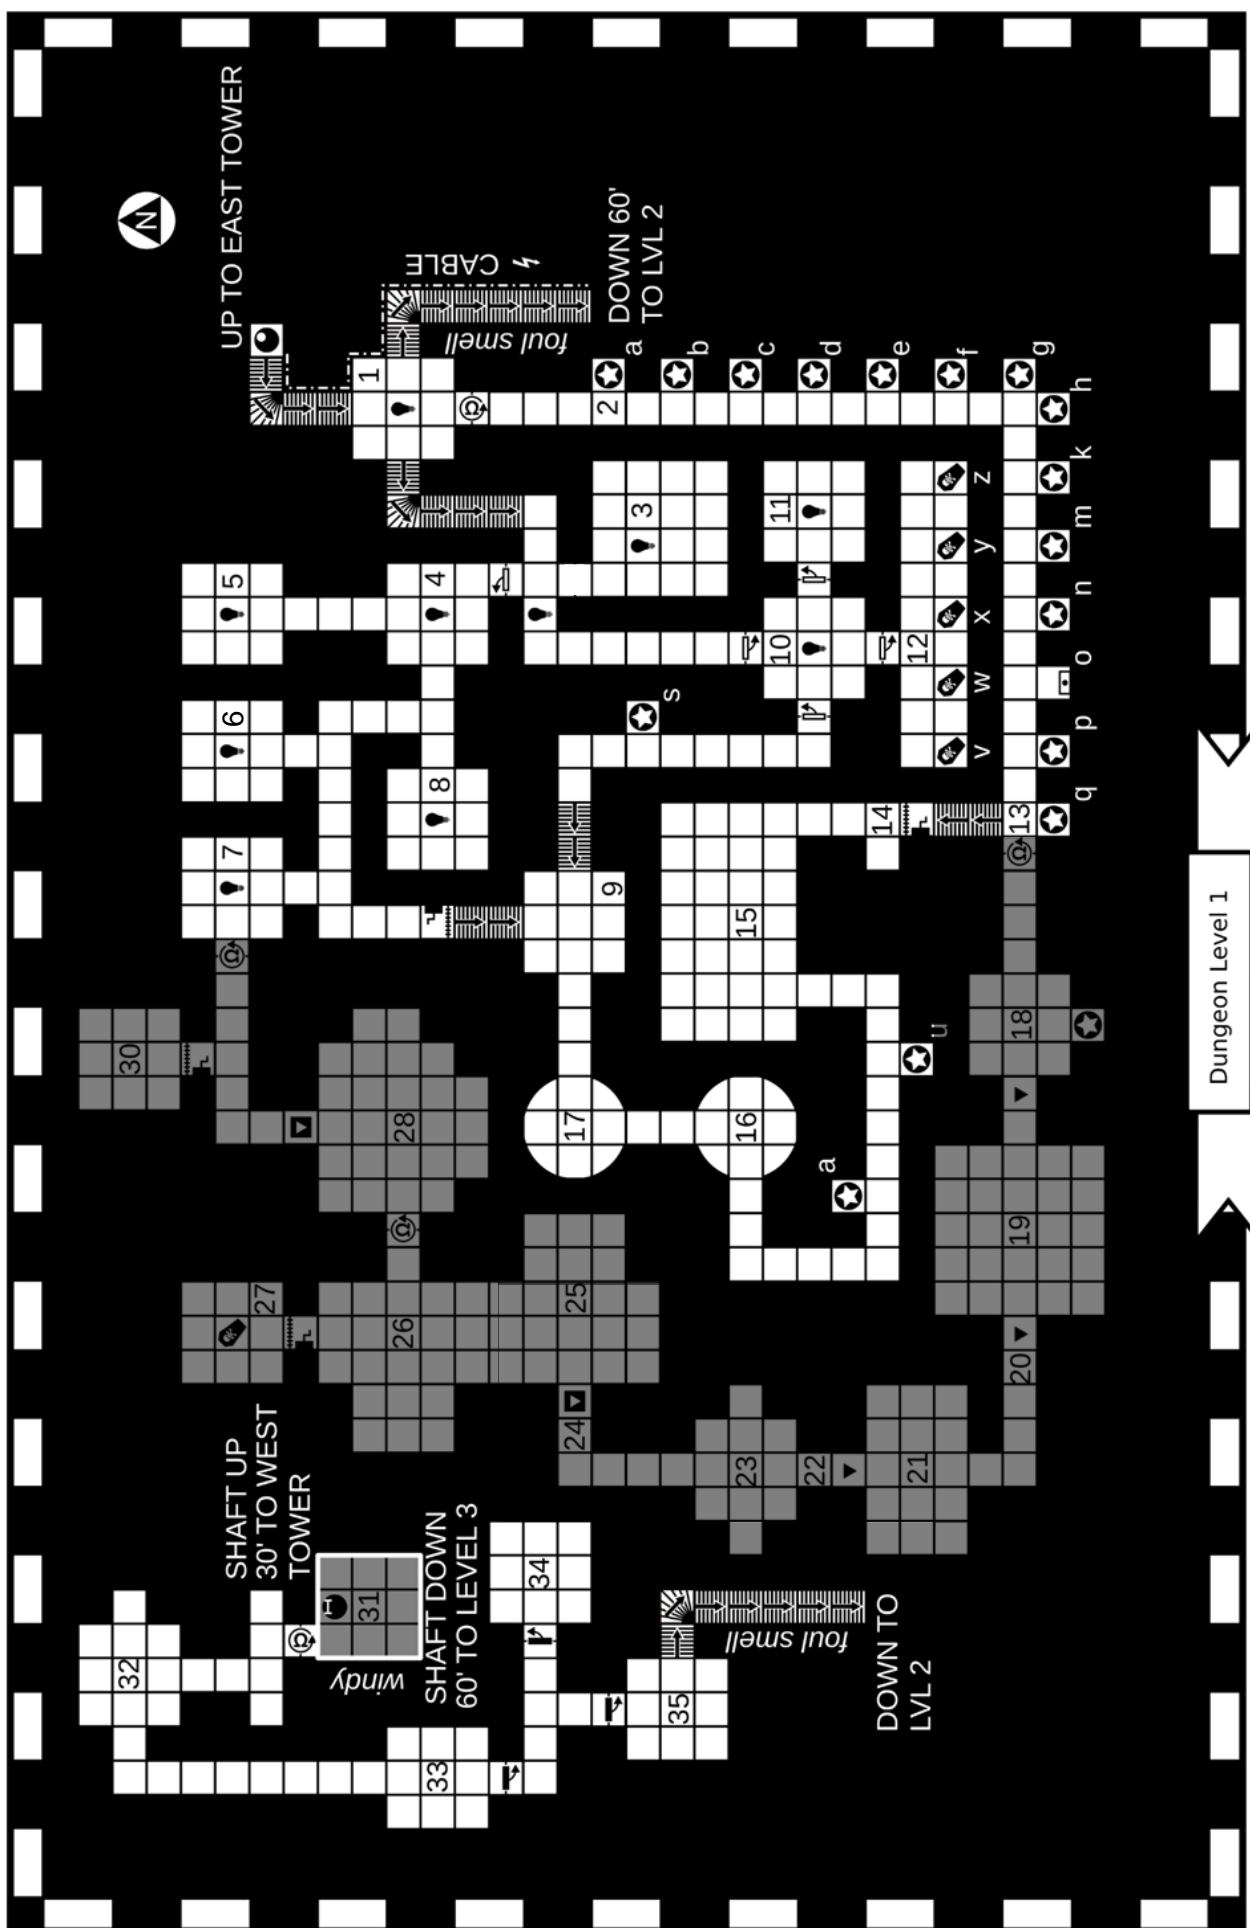 N
UP TO EAST TOWER
CABLE
foul smell
DOWN 60'
TO LVL 2
1
2
a
b
c
d
e
f
g
h
k
m
n
o
p
q
3
4
5
6
7
8
9
10
11
12
z
y
x
w
v
s
13
14
15
16
17
ü
a
18
19
20
21
22
23
24
25
26
27
28
30
SHAFT UP
30' TO WEST
TOWER
31
windy
SHAFT DOWN
60' TO LEVEL 3
32
33
34
35
foul smell
DOWN TO
LVL 2
Dungeon Level 1